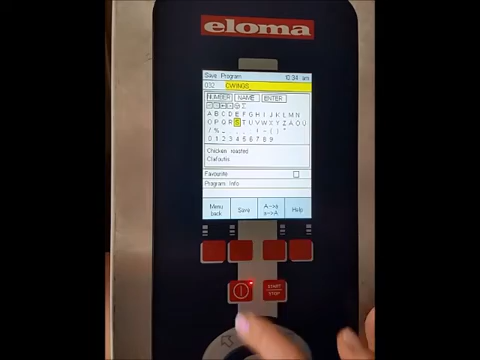 eloma
Save Program 10:34 am
032 CWINGS
NUMBER NAME ENTER
A B C D E F G H I J K L M N
O P Q R S T U V W X Y Z Ä Ö Ü
0 1 2 3 4 5 6 7 8 9
Chicken roasted
Clafoutis
Favourite
Program Info
Menu back Save A->a a->A Help
START STOP